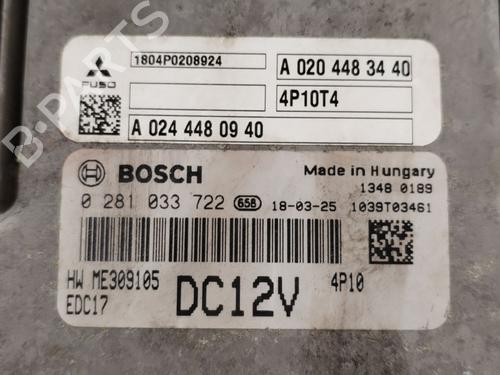 1804P0208924
FUSO
A 020 448 34 40
4P10T4
A 024 448 09 40
BOSCH
Made in Hungary
1348 0189
0 281 033 722 658 18-03-25 1039T03461
HW ME309105
EDC17
DC12V
4P10
B-PARTS